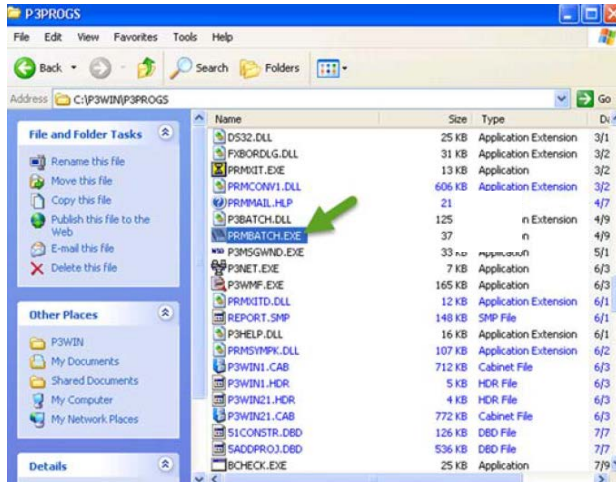 P3PROGS
File Edit View Favorites Tools Help
Back Search Folders
Address C:\P3WIN\P3PROGS Go
File and Folder Tasks
Rename this file
Move this file
Copy this file
Publish this file to the
Web
E-mail this file
Delete this file
Other Places
P3WIN
My Documents
Shared Documents
My Computer
My Network Places
Details
Name Size Type
DS32.DLL 25 KB Application Extension 3/1
FXBORDLG.DLL 31 KB Application Extension 3/2
PRMXIT.EXE 13 KB Application 3/2
PRMCONV1.DLL 606 KB Application Extension 3/2
PRMMAIL.HLP 21 4/7
P3BATCH.DLL 125 n Extension 4/9
PRMBATCH.EXE 37 n 4/9
P3MSGWND.EXE 33 KB Application 5/1
P3NET.EXE 7 KB Application 6/3
P3WMF.EXE 165 KB Application 6/3
PRMXITD.DLL 12 KB Application Extension 6/1
REPORT.SMP 148 KB SMP File 6/1
P3HELP.DLL 16 KB Application Extension 6/1
PRMSYMPK.DLL 107 KB Application Extension 6/2
P3WIN1.CAB 712 KB Cabinet File 6/3
P3WIN1.HDR 5 KB HDR File 6/3
P3WIN21.HDR 4 KB HDR File 6/3
P3WIN21.CAB 772 KB Cabinet File 6/3
S1CONSTR.DBD 126 KB DBD File 7/7
SADDPROJ.DBD 536 KB DBD File 7/7
BCHECK.EXE 25 KB Application 7/9